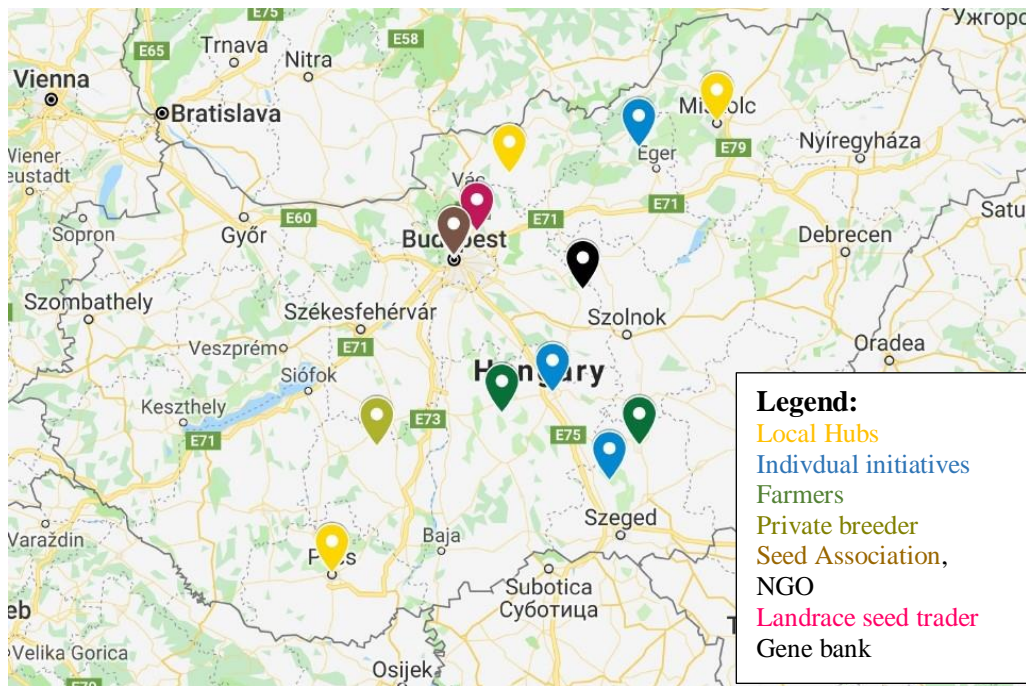 E75
Ужгоро
E58
E65
Trnava
Nitra
Vienna
Bratislava
Miskolc
Nyíregyháza
E79
Wiener
eustadt
Eger
Vác
E71
E71
Satu
Sopron
Győr
E60
Budapest
Debrecen
Szombathely
Székesfehérvár
Szolnok
Veszprém
E71
Oradea
Siófok
Hungary
Keszthely
E73
E71
E75
Szeged
Varaždin
Baja
Pécs
Subotica
Суботица
eb
Velika Gorica
Osijek
Legend:
Local Hubs
Indivdual initiatives
Farmers
Private breeder
Seed Association,
NGO
Landrace seed trader
Gene bank